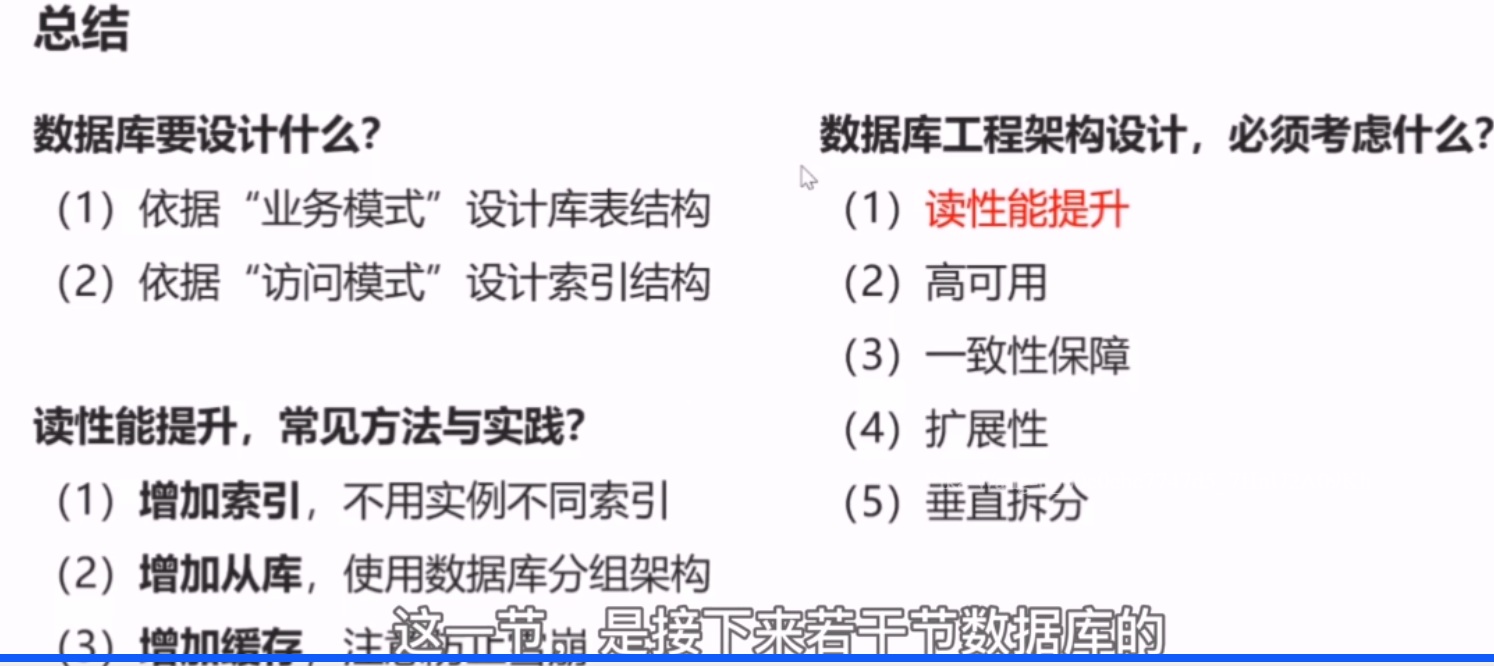 总结
数据库要设计什么？
（1）依据“业务模式”设计库表结构
（2）依据“访问模式”设计索引结构
读性能提升，常见方法与实践？
（1）增加索引，不用实例不同索引
（2）增加从库，使用数据库分组架构
（3）增加缓存，注意防止雪崩
数据库工程架构设计，必须考虑什么？
（1）读性能提升
（2）高可用
（3）一致性保障
（4）扩展性
（5）垂直拆分
这一节 是接下来若干节数据库的